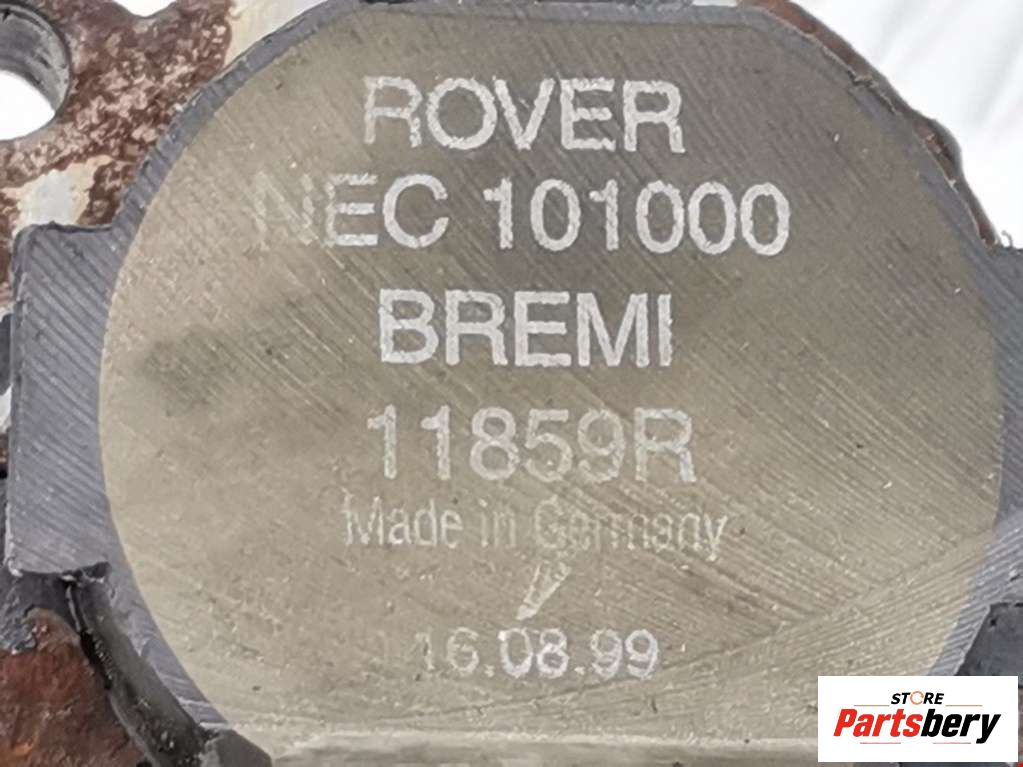 ROVER
NEC 101000
BREMI
11859R
Made in Germany
16.08.99
STORE
Partsbery